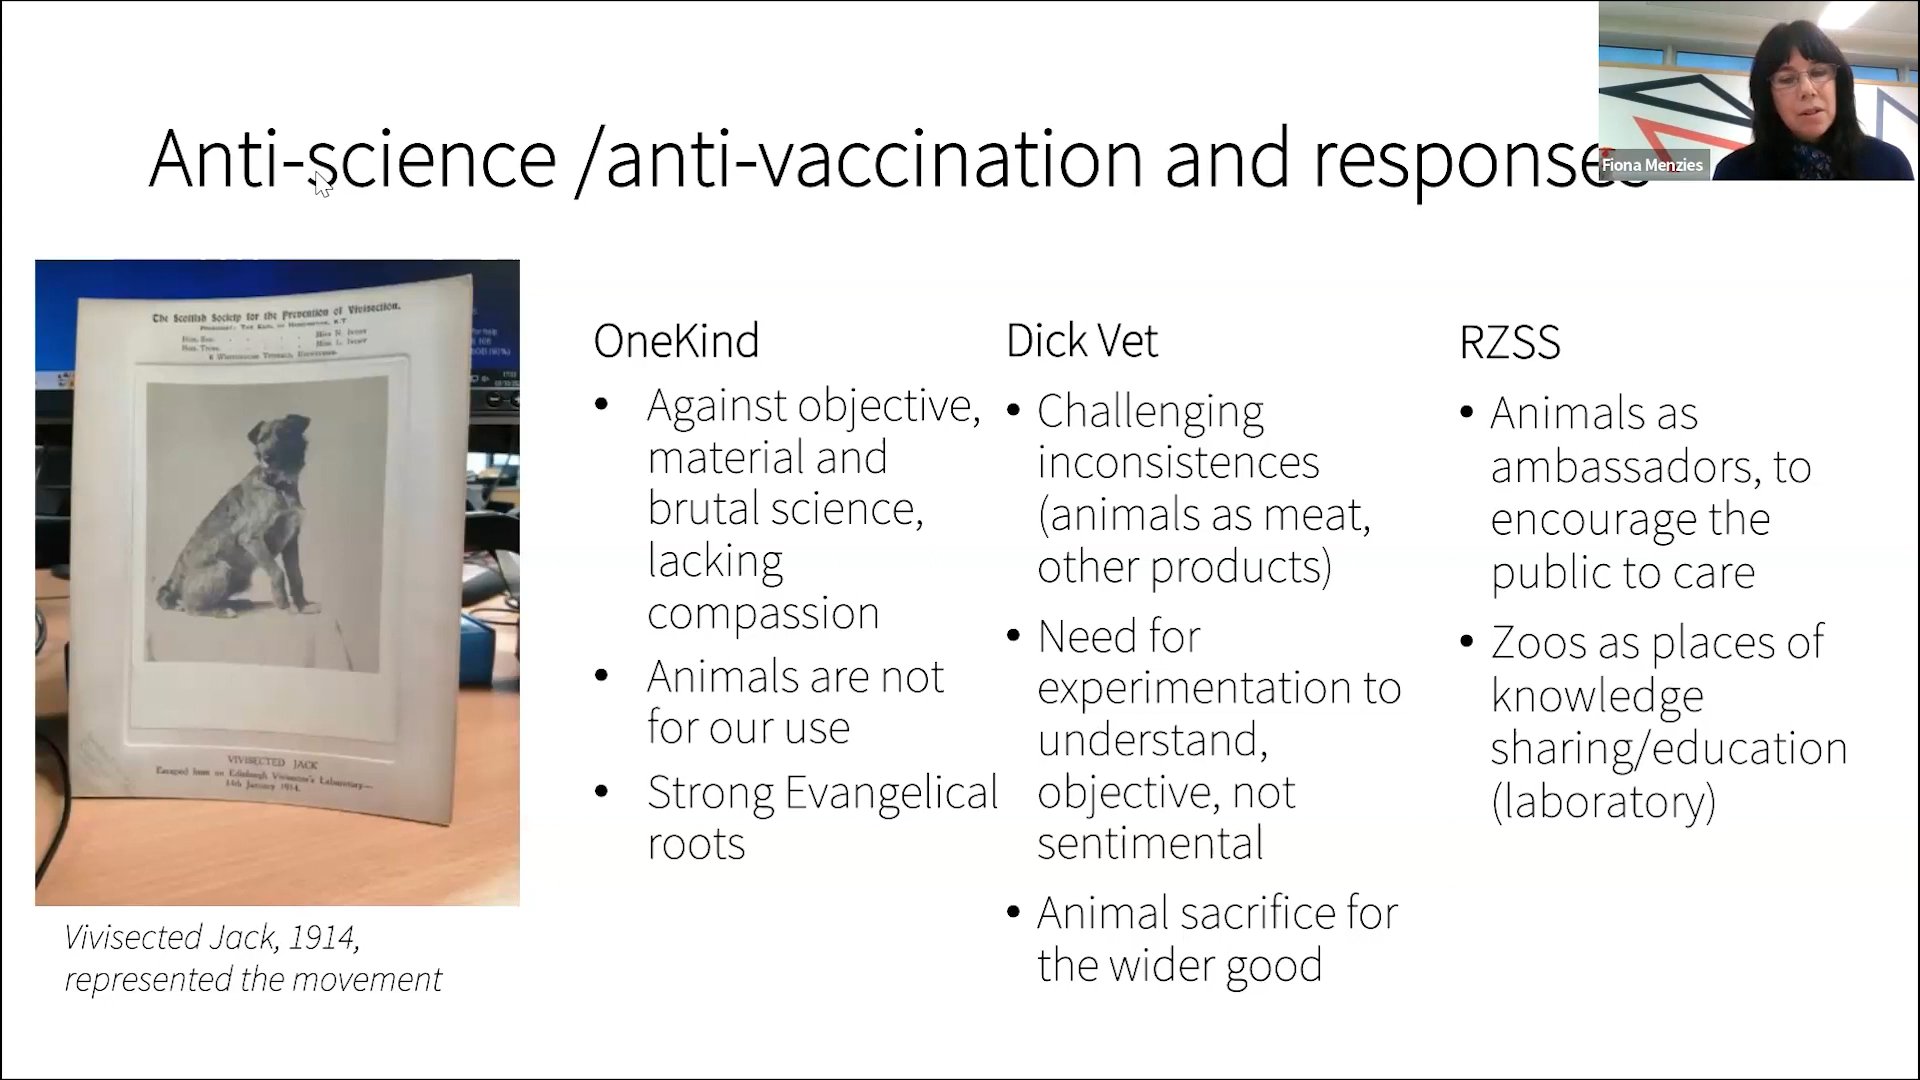 Anti-science /anti-vaccination and responses
Fiona Menzies
The Scottish Society for the Prevention of Vivisection.
VIVISECTED JACK
Escaped from an Edinburgh Vivisector's Laboratory—
14th January 1914.
Vivisected Jack, 1914,
represented the movement
OneKind
• Against objective,
material and
brutal science,
lacking
compassion
• Animals are not
for our use
• Strong Evangelical
roots
Dick Vet
• Challenging
inconsistences
(animals as meat,
other products)
• Need for
experimentation to
understand,
objective, not
sentimental
• Animal sacrifice for
the wider good
RZSS
• Animals as
ambassadors, to
encourage the
public to care
• Zoos as places of
knowledge
sharing/education
(laboratory)